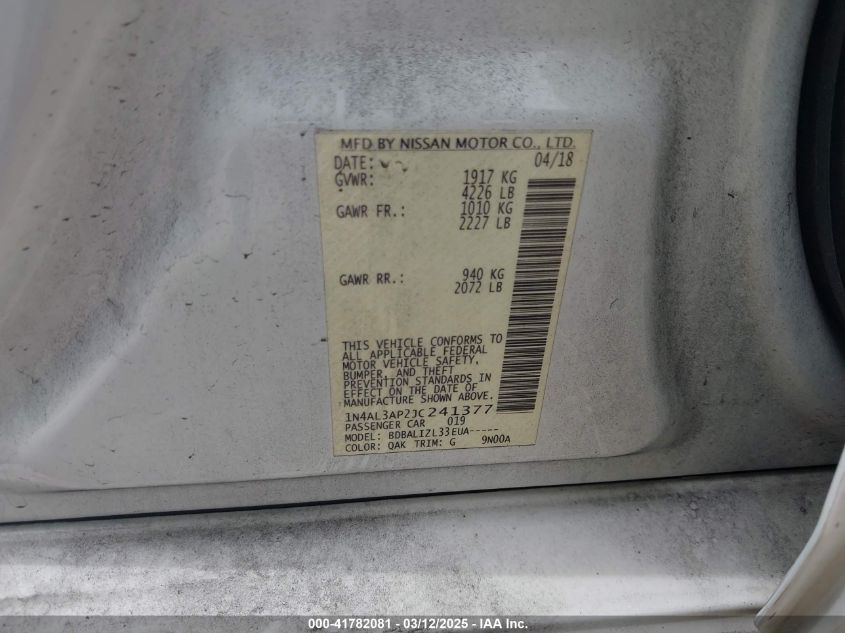 MFD BY NISSAN MOTOR CO., LTD.
DATE: 04/18
GVWR: 1917 KG
4226 LB
GAWR FR.: 1010 KG
2227 LB
GAWR RR.: 940 KG
2072 LB
THIS VEHICLE CONFORMS TO
ALL APPLICABLE FEDERAL
MOTOR VEHICLE SAFETY,
BUMPER, AND THEFT
PREVENTION STANDARDS IN
EFFECT ON THE DATE OF
MANUFACTURE SHOWN ABOVE.
1N4AL3AP2JC241377
PASSENGER CAR 019
MODEL: BDBALIZL33EUA-----
COLOR: QAK TRIM: G 9N00A
000-41782081 - 03/12/2025 - IAA Inc.